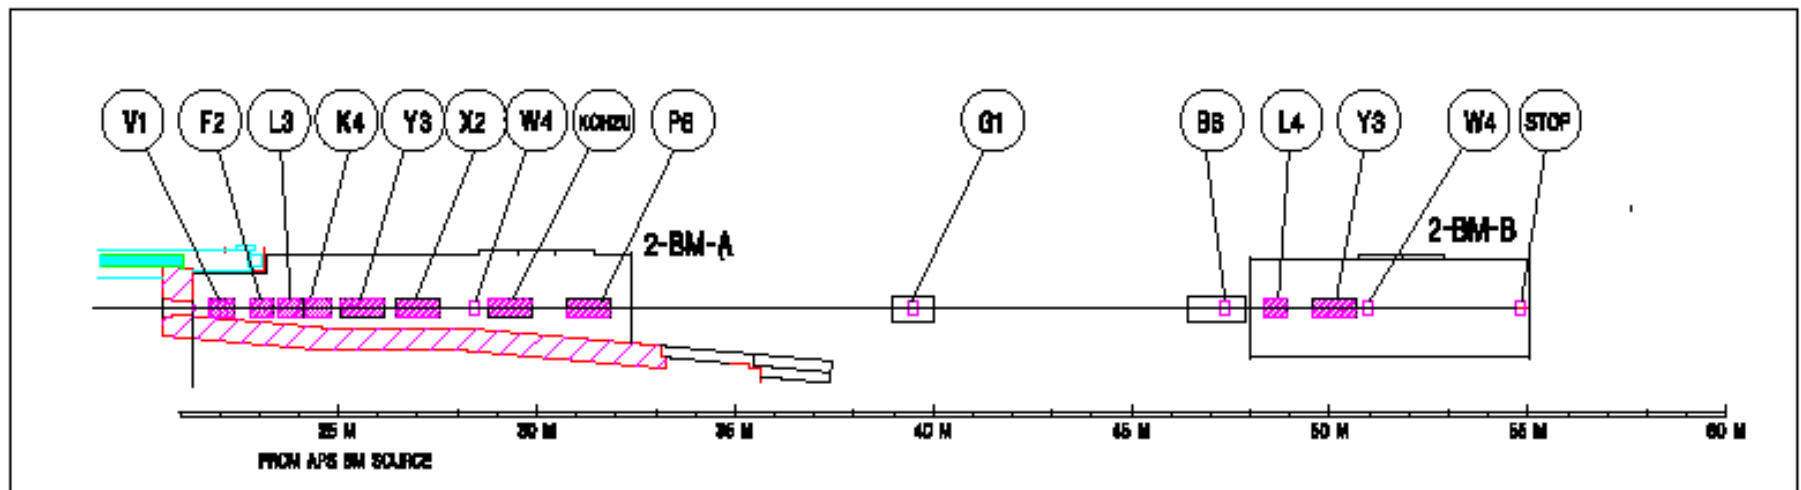 V1 F2 L3 K4 Y3 X2 W4 KOHZU P6 G1 B6 L4 Y3 W4 STOP
2-BM-A 2-BM-B
25 M 30 M 35 M 40 M 45 M 50 M 55 M 60 M
FROM APS BM SOURCE